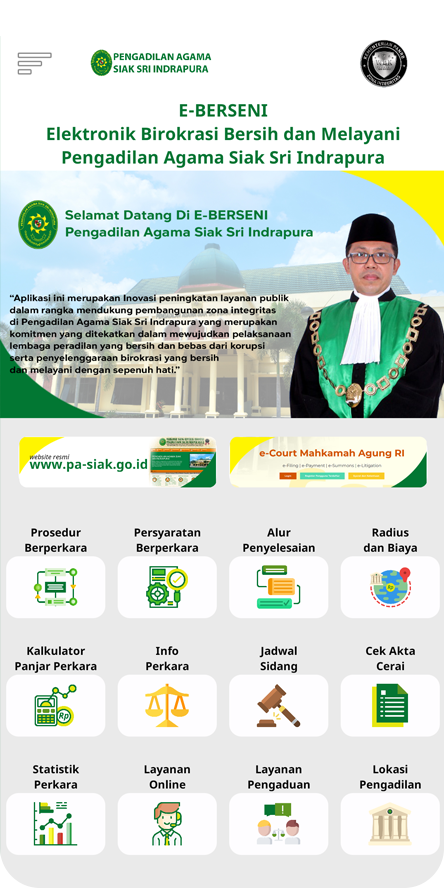 PENGADILAN AGAMA
SIAK SRI INDRAPURA
E-BERSENI
Elektronik Birokrasi Bersih dan Melayani
Pengadilan Agama Siak Sri Indrapura
Selamat Datang Di E-BERSENI
Pengadilan Agama Siak Sri Indrapura
“Aplikasi ini merupakan Inovasi peningkatan layanan publik
dalam rangka mendukung pembangunan zona integritas
di Pengadilan Agama Siak Sri Indrapura yang merupakan
komitmen yang ditekatkan dalam mewujudkan pelaksanaan
lembaga peradilan yang bersih dan bebas dari korupsi
serta penyelenggaraan birokrasi yang bersih
dan melayani dengan sepenuh hati.”
website resmi
www.pa-siak.go.id
e-Court Mahkamah Agung RI
e-Filing | e-Payment | e-Summons | e-Litigation
Prosedur
Berperkara
Persyaratan
Berperkara
Alur
Penyelesaian
Radius
dan Biaya
Kalkulator
Panjar Perkara
Rp
Info
Perkara
Jadwal
Sidang
Cek Akta
Cerai
Statistik
Perkara
Layanan
Online
Layanan
Pengaduan
Lokasi
Pengadilan